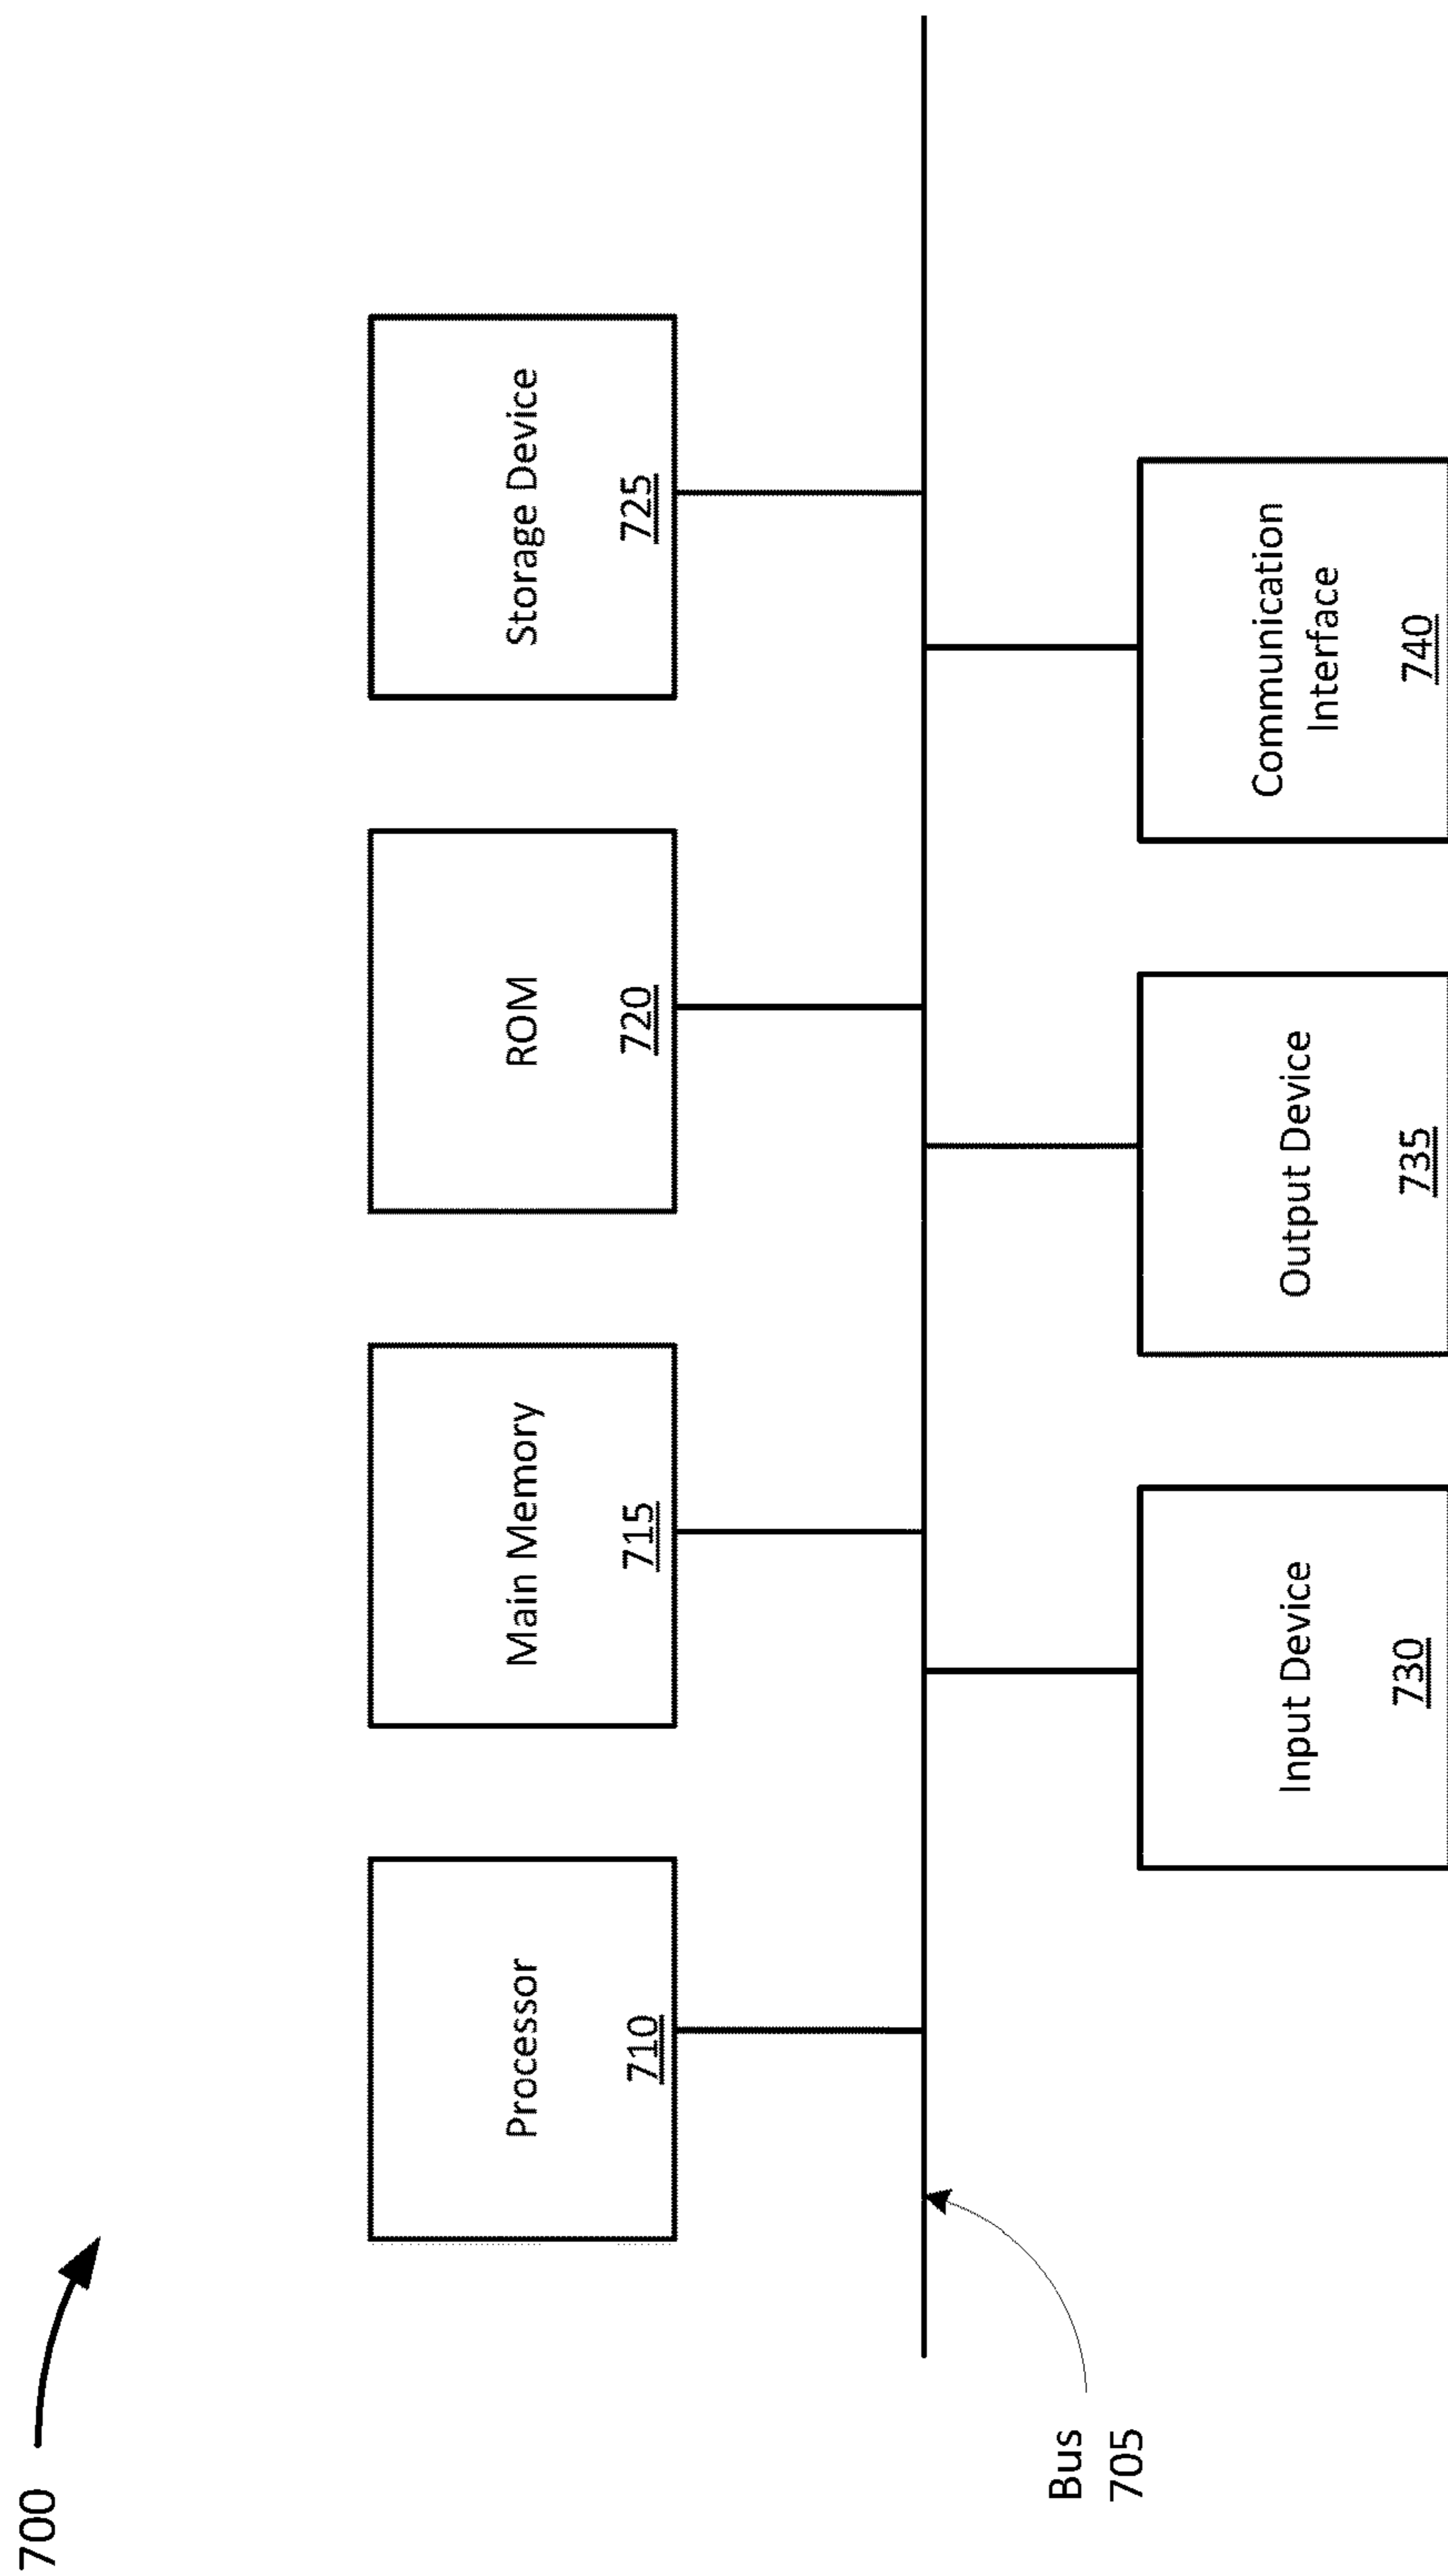 700
Processor
710
Main Memory
715
ROM
720
Storage Device
725
Bus
705
Input Device
730
Output Device
735
Communication
Interface
740